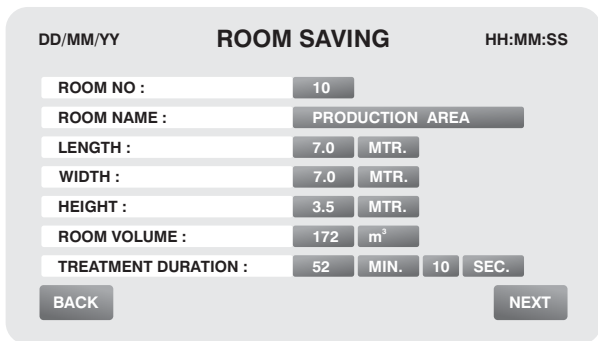 DD/MM/YY ROOM SAVING HH:MM:SS
ROOM NO : 10
ROOM NAME : PRODUCTION AREA
LENGTH : 7.0 MTR.
WIDTH : 7.0 MTR.
HEIGHT : 3.5 MTR.
ROOM VOLUME : 172 m³
TREATMENT DURATION : 52 MIN. 10 SEC.
BACK NEXT